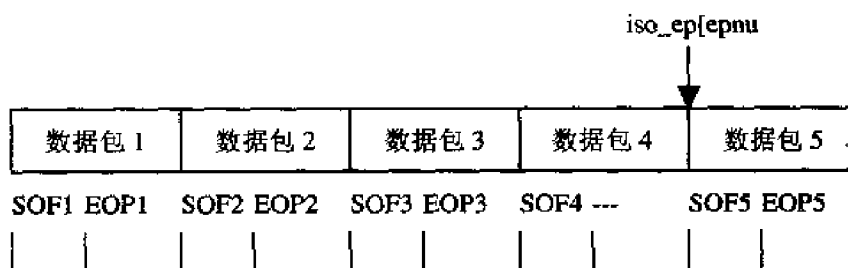 iso_ep[epnu
数据包 1 数据包 2 数据包 3 数据包 4 数据包 5
SOF1 EOP1 SOF2 EOP2 SOF3 EOP3 SOF4 --- SOF5 EOP5